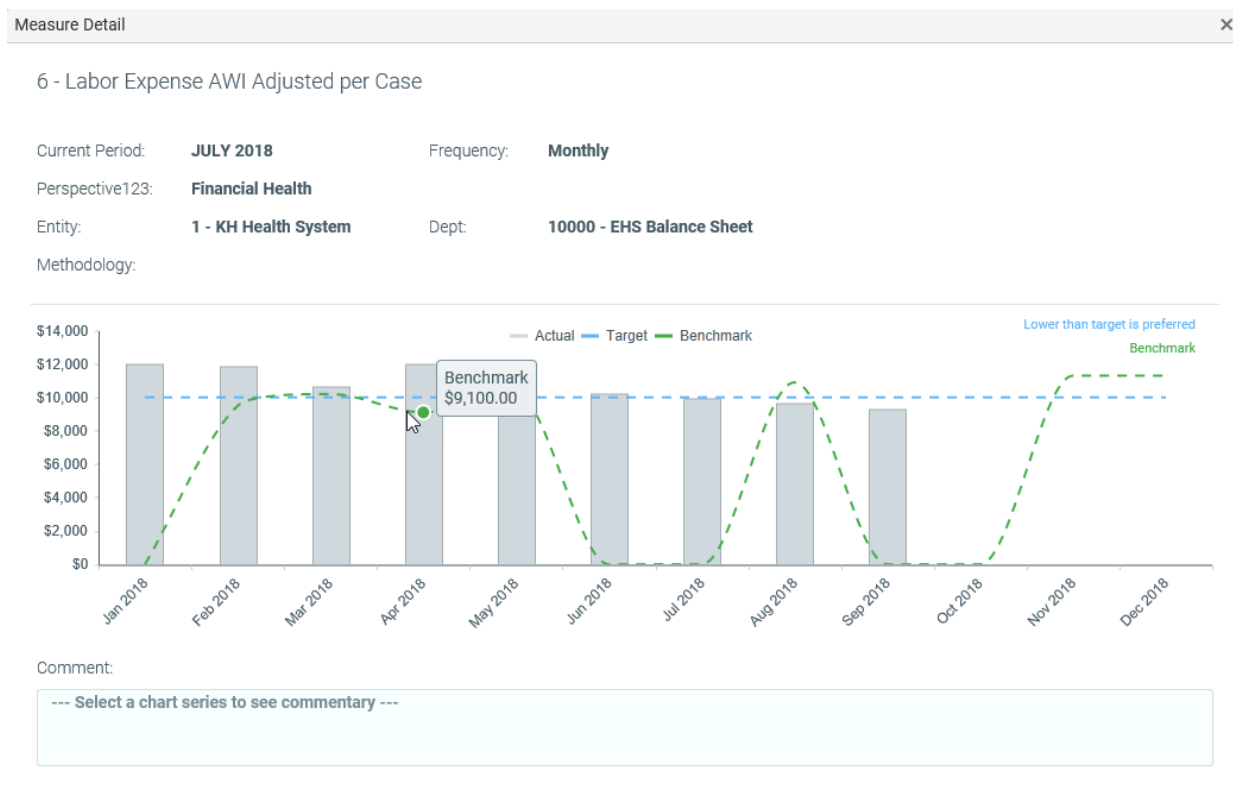 Measure Detail ×
6 - Labor Expense AWI Adjusted per Case
Current Period: JULY 2018 Frequency: Monthly
Perspective123: Financial Health
Entity: 1 - KH Health System Dept: 10000 - EHS Balance Sheet
Methodology:
Lower than target is preferred
Benchmark
Actual Target Benchmark
$14,000
$12,000
$10,000
$8,000
$6,000
$4,000
$2,000
$0
Benchmark
$9,100.00
Jan 2018 Feb 2018 Mar 2018 Apr 2018 May 2018 Jun 2018 Jul 2018 Aug 2018 Sep 2018 Oct 2018 Nov 2018 Dec 2018
Comment:
--- Select a chart series to see commentary ---